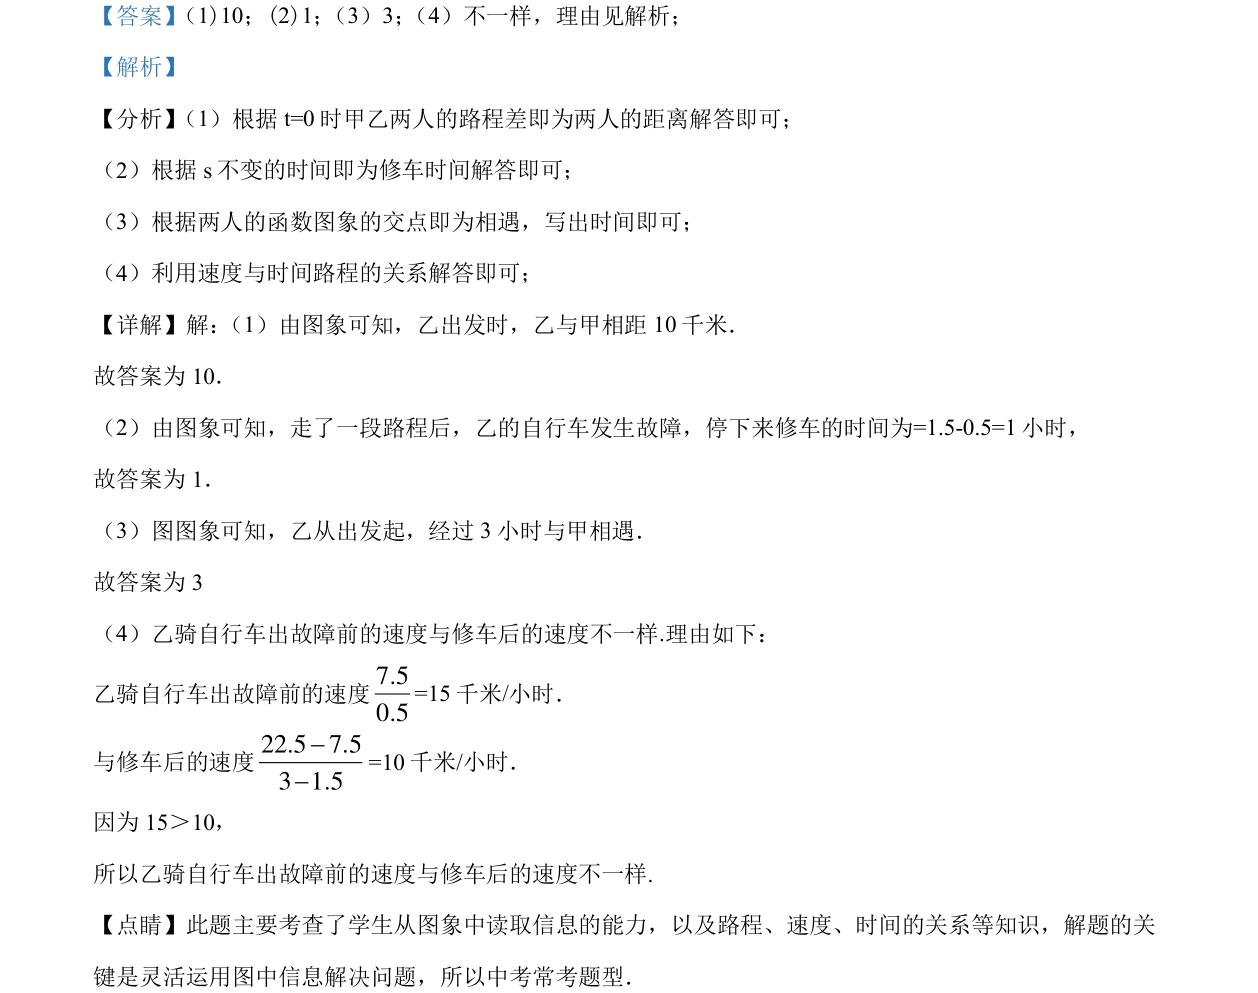 【答案】（1)10；(2)1；（3）3；（4）不一样，理由见解析；
【解析】
【分析】（1）根据 t=0 时甲乙两人的路程差即为两人的距离解答即可；
（2）根据 s 不变的时间即为修车时间解答即可；
（3）根据两人的函数图象的交点即为相遇，写出时间即可；
（4）利用速度与时间路程的关系解答即可；
【详解】解：（1）由图象可知，乙出发时，乙与甲相距 10 千米．
故答案为 10．
（2）由图象可知，走了一段路程后，乙的自行车发生故障，停下来修车的时间为=1.5-0.5=1 小时，
故答案为 1．
（3）图图象可知，乙从出发起，经过 3 小时与甲相遇．
故答案为 3
（4）乙骑自行车出故障前的速度与修车后的速度不一样.理由如下：
乙骑自行车出故障前的速度 7.5/0.5 =15 千米/小时．
与修车后的速度 22.5−7.5/3−1.5 =10 千米/小时．
因为 15＞10，
所以乙骑自行车出故障前的速度与修车后的速度不一样.
【点睛】此题主要考查了学生从图象中读取信息的能力，以及路程、速度、时间的关系等知识，解题的关
键是灵活运用图中信息解决问题，所以中考常考题型．